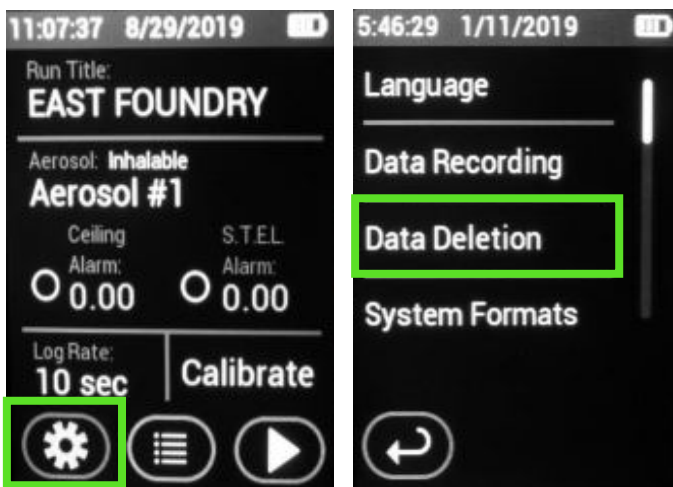 11:07:37 8/29/2019
Run Title:
EAST FOUNDRY
Aerosol: Inhalable
Aerosol #1
Ceiling S.T.E.L.
Alarm: Alarm:
0.00 0.00
Log Rate:
10 sec
Calibrate
5:46:29 1/11/2019
Language
Data Recording
Data Deletion
System Formats